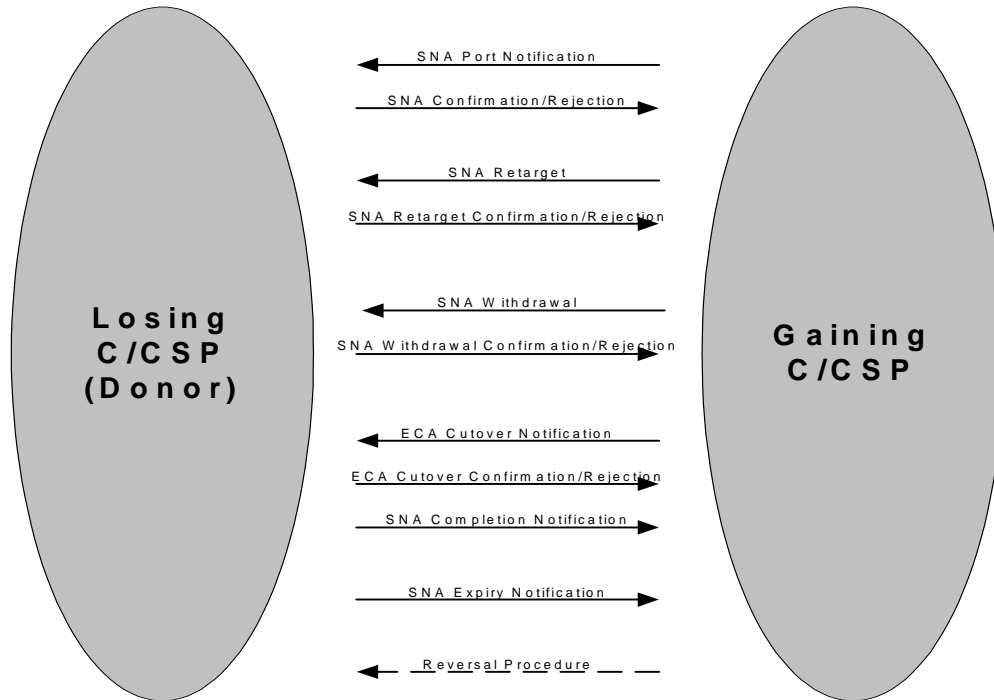 SNA Port Notification
SNA Confirmation/Rejection
SNA Retarget
SNA Retarget Confirmation/Rejection
SNA Withdrawal
SNA Withdrawal Confirmation/Rejection
Losing
C/CSP
(Donor)
Gaining
C/CSP
ECA Cutover Notification
ECA Cutover Confirmation/Rejection
SNA Completion Notification
SNA Expiry Notification
Reversal Procedure